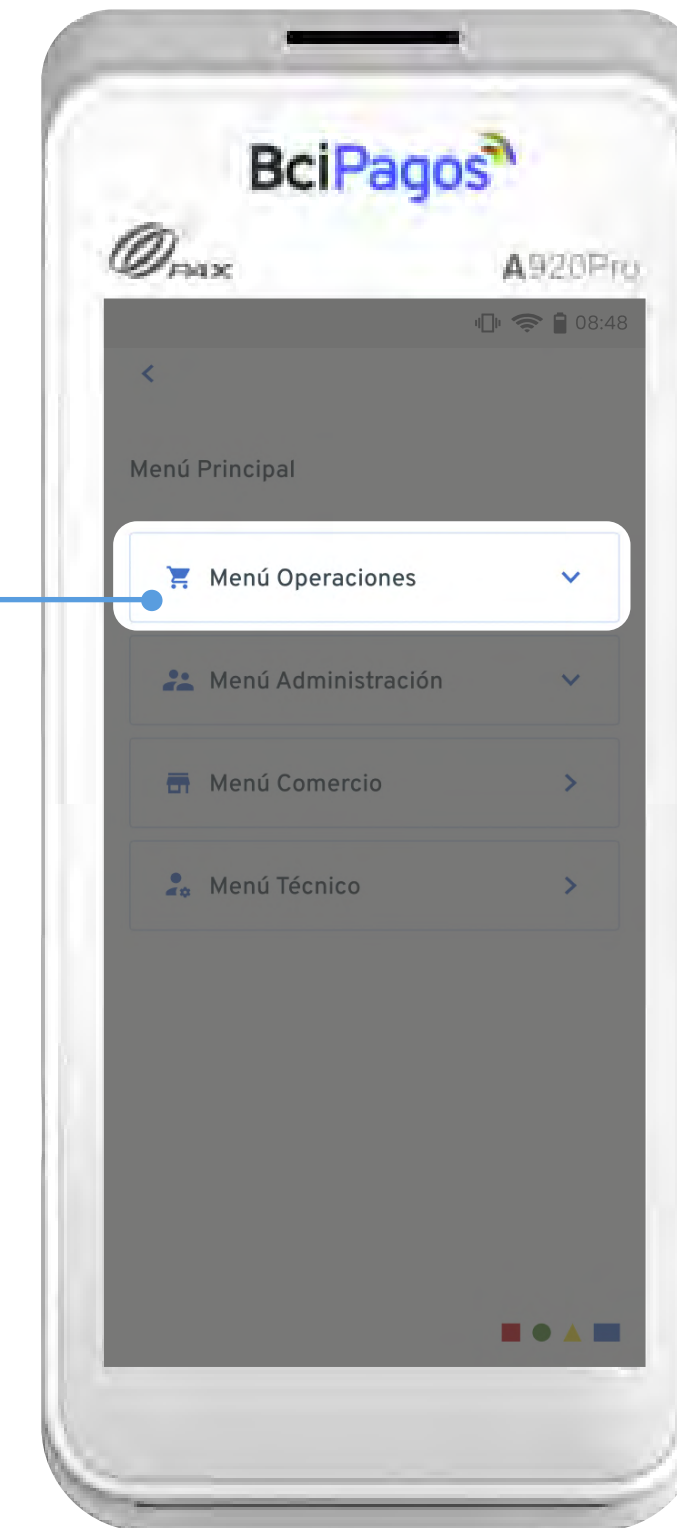 BciPagos
PAX
A920Pro
08:48
Menú Principal
Menú Operaciones
Menú Administración
Menú Comercio
Menú Técnico